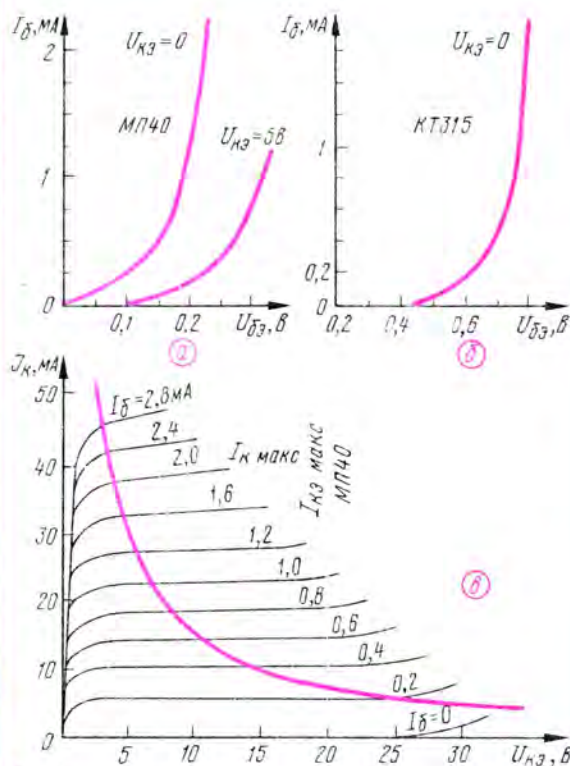 Iб,мА
2
1
0
Uкэ=0
МП40
Uкэ=5В
0,1
0,2
Uбэ,В
а
Iб,мА
1
0,2
0
Uкэ=0
КТ315
0,2
0,4
0,6
Uбэ,В
б
Iк,мА
50
40
30
20
10
0
Iб=2,8мА
2,4
2,0
1,6
1,2
1,0
0,8
0,6
0,4
0,2
Iб=0
Iк макс
Iкэ макс
МП40
в
5
10
15
20
25
30
Uкэ,В